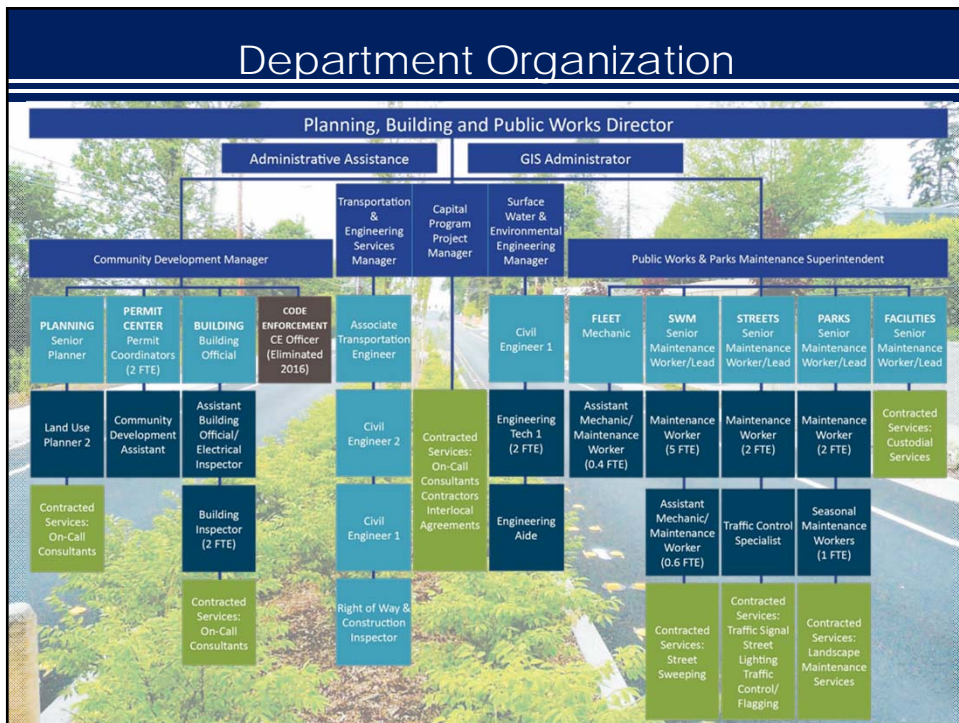 Department Organization
Planning, Building and Public Works Director
Administrative Assistance
GIS Administrator
Community Development Manager
Transportation
&
Engineering
Services
Manager
Capital
Program
Project
Manager
Surface
Water &
Environmental
Engineering
Manager
Public Works & Parks Maintenance Superintendent
PLANNING
Senior
Planner
PERMIT
CENTER
Permit
Coordinators
(2 FTE)
BUILDING
Building
Official
CODE
ENFORCEMENT
CE Officer
(Eliminated
2016)
Associate
Transportation
Engineer
Civil
Engineer 1
FLEET
Mechanic
SWM
Senior
Maintenance
Worker/Lead
STREETS
Senior
Maintenance
Worker/Lead
PARKS
Senior
Maintenance
Worker/Lead
FACILITIES
Senior
Maintenance
Worker/Lead
Land Use
Planner 2
Community
Development
Assistant
Assistant
Building
Official/
Electrical
Inspector
Civil
Engineer 2
Contracted
Services:
On-Call
Consultants
Contractors
Interlocal
Agreements
Engineering
Tech 1
(2 FTE)
Assistant
Mechanic/
Maintenance
Worker
(0.4 FTE)
Maintenance
Worker
(5 FTE)
Maintenance
Worker
(2 FTE)
Maintenance
Worker
(2 FTE)
Contracted
Services:
Custodial
Services
Contracted
Services:
On-Call
Consultants
Building
Inspector
(2 FTE)
Civil
Engineer 1
Engineering
Aide
Assistant
Mechanic/
Maintenance
Worker
(0.6 FTE)
Traffic Control
Specialist
Seasonal
Maintenance
Workers
(1 FTE)
Contracted
Services:
On-Call
Consultants
Right of Way &
Construction
Inspector
Contracted
Services:
Street
Sweeping
Contracted
Services:
Traffic Signal
Street
Lighting
Traffic
Control/
Flagging
Contracted
Services:
Landscape
Maintenance
Services